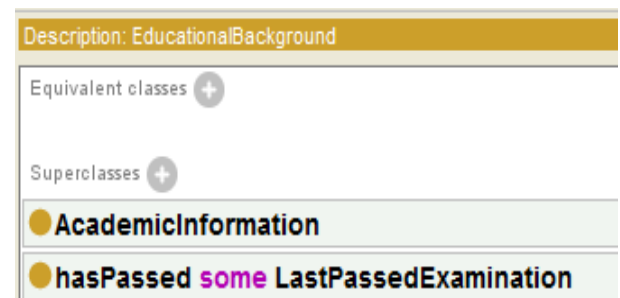 Description: EducationalBackground
Equivalent classes
Superclasses
AcademicInformation
hasPassed some LastPassedExamination